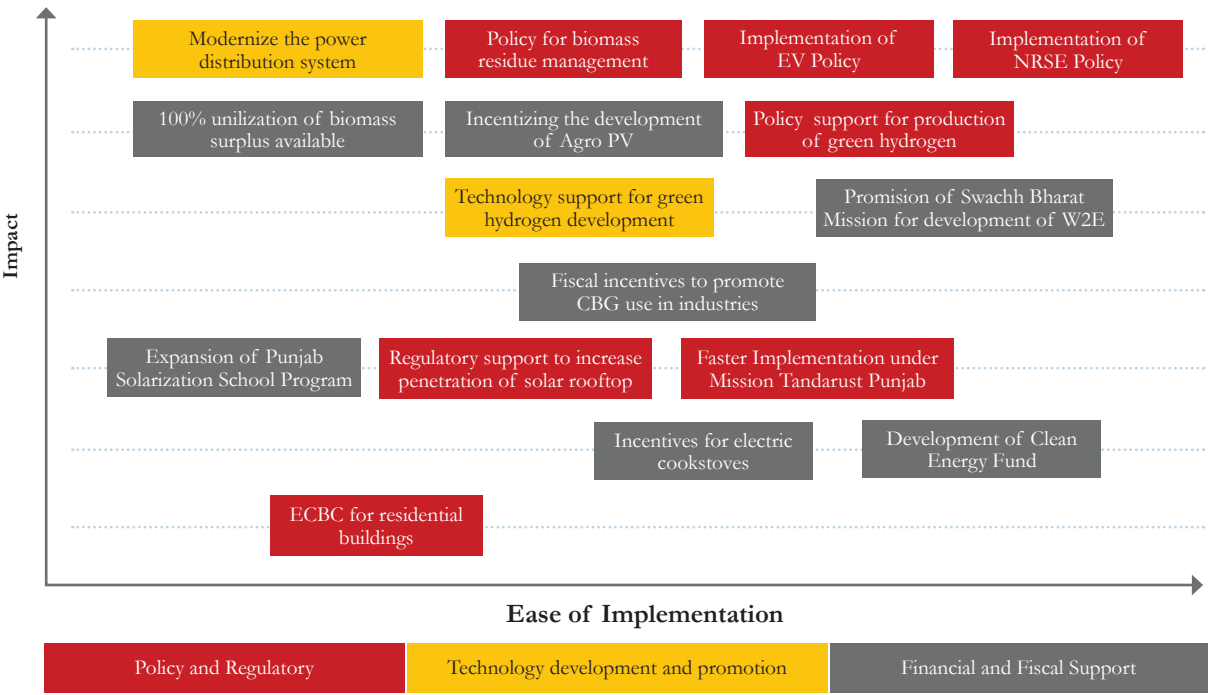 Modernize the power
distribution system
Policy for biomass
residue management
Implementation of
EV Policy
Implementation of
NRSE Policy
100% unilization of biomass
surplus available
Incentizing the development
of Agro PV
Policy support for production
of green hydrogen
Technology support for green
hydrogen development
Promision of Swachh Bharat
Mission for development of W2E
Fiscal incentives to promote
CBG use in industries
Expansion of Punjab
Solarization School Program
Regulatory support to increase
penetration of solar rooftop
Faster Implementation under
Mission Tandarust Punjab
Incentives for electric
cookstoves
Development of Clean
Energy Fund
ECBC for residential
buildings
Impact
Ease of Implementation
Policy and Regulatory
Technology development and promotion
Financial and Fiscal Support